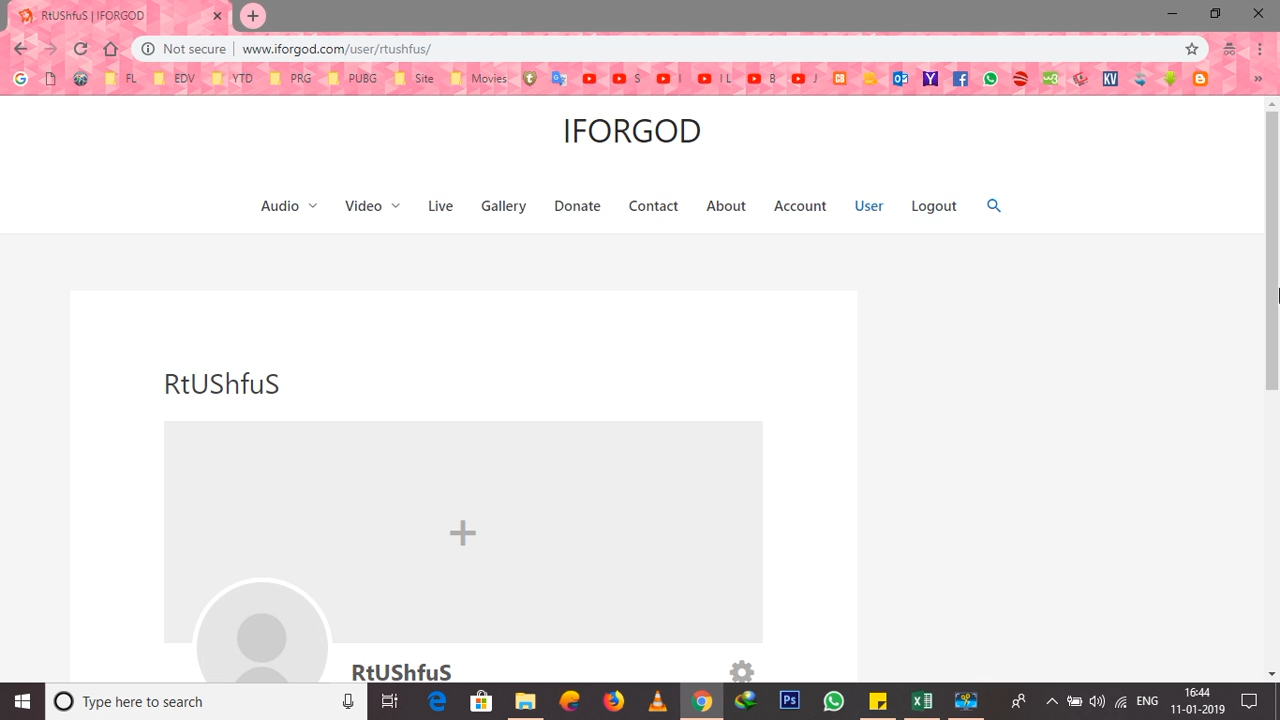 RtUShfuS | IFORGOD
Not secure www.iforgod.com/user/rtushfus/
FL EDV YTD PRG PUBG Site Movies S I I L B J
IFORGOD
Audio Video Live Gallery Donate Contact About Account User Logout
RtUShfuS
RtUShfuS
Type here to search
ENG
16:44
11-01-2019